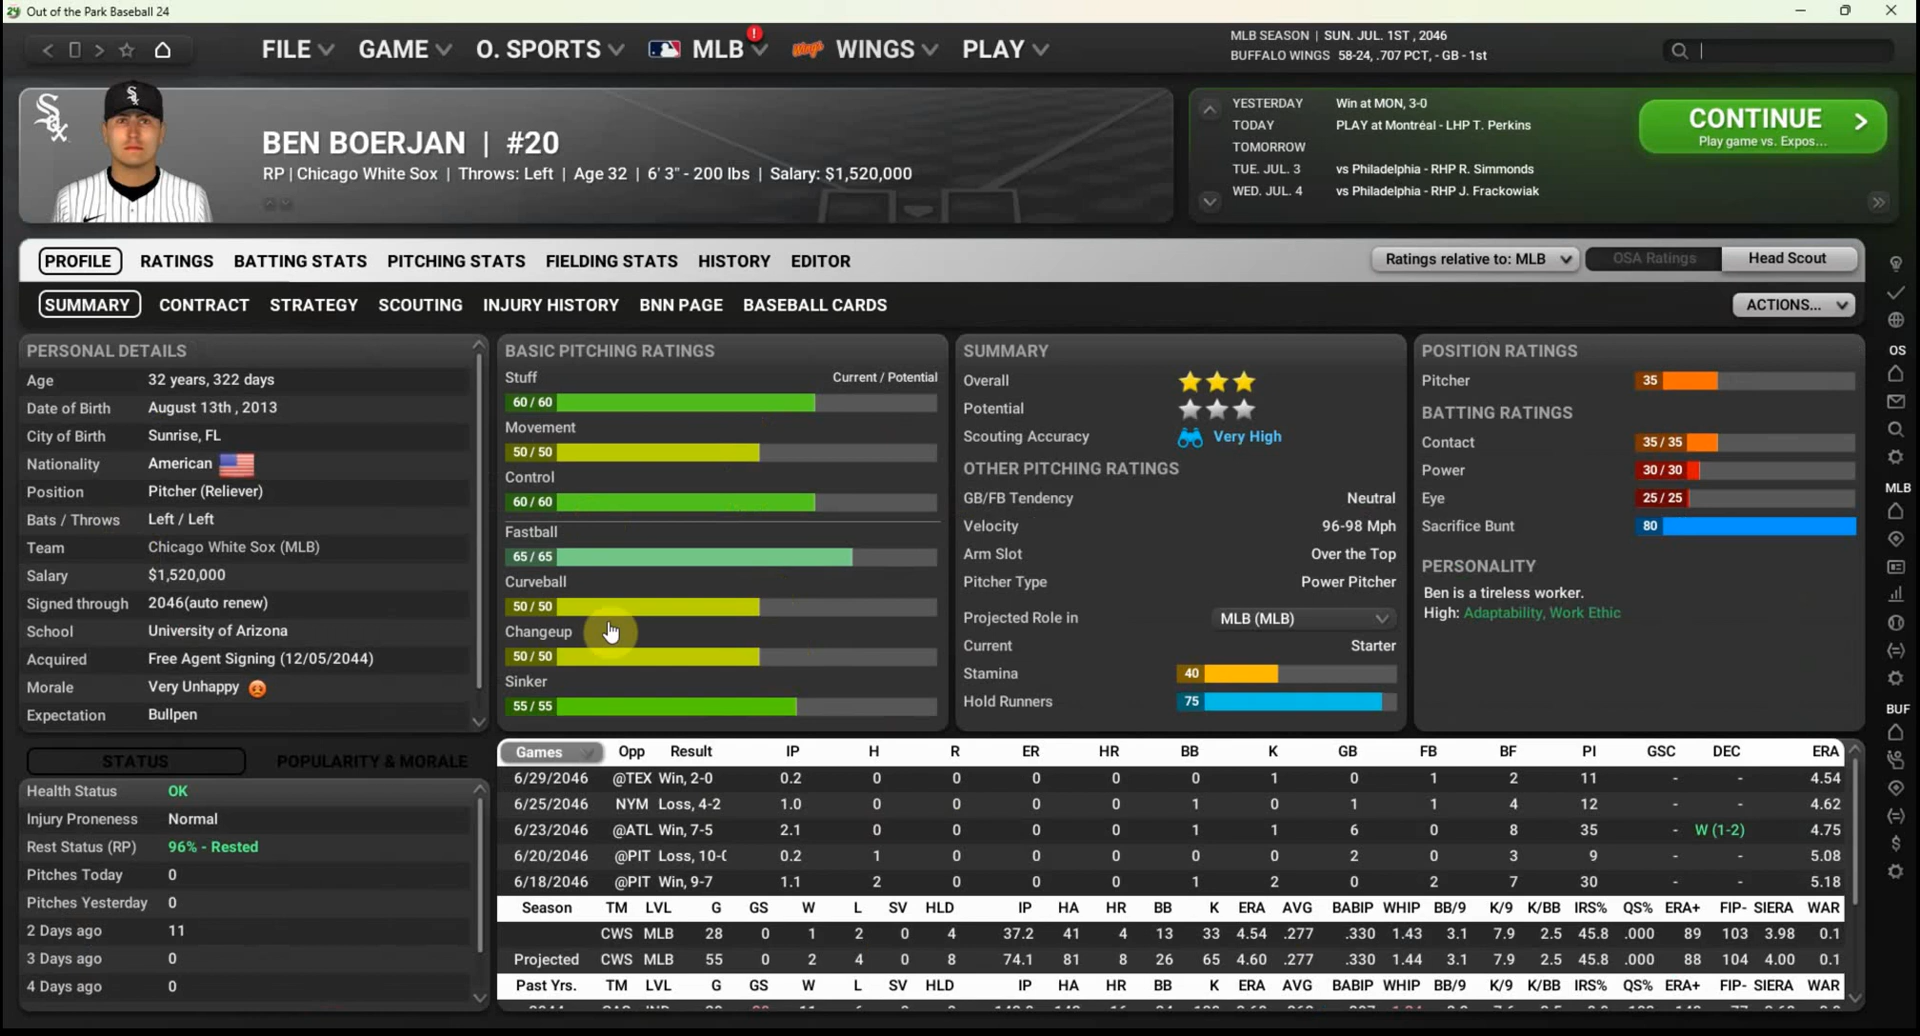 Out of the Park Baseball 24
FILE GAME O. SPORTS MLB WINGS PLAY
MLB SEASON | SUN. JUL. 1ST , 2046
BUFFALO WINGS 58-24, .707 PCT, - GB - 1st
BEN BOERJAN | #20
RP | Chicago White Sox | Throws: Left | Age 32 | 6' 3" - 200 lbs | Salary: $1,520,000
YESTERDAY Win at MON, 3-0
TODAY PLAY at Montréal - LHP T. Perkins
TOMORROW
TUE. JUL. 3 vs Philadelphia - RHP R. Simmonds
WED. JUL. 4 vs Philadelphia - RHP J. Frackowiak
CONTINUE
Play game vs. Expos...
PROFILE RATINGS BATTING STATS PITCHING STATS FIELDING STATS HISTORY EDITOR
Ratings relative to: MLB OSA Ratings Head Scout
SUMMARY CONTRACT STRATEGY SCOUTING INJURY HISTORY BNN PAGE BASEBALL CARDS
ACTIONS...
PERSONAL DETAILS
Age 32 years, 322 days
Date of Birth August 13th , 2013
City of Birth Sunrise, FL
Nationality American
Position Pitcher (Reliever)
Bats / Throws Left / Left
Team Chicago White Sox (MLB)
Salary $1,520,000
Signed through 2046(auto renew)
School University of Arizona
Acquired Free Agent Signing (12/05/2044)
Morale Very Unhappy
Expectation Bullpen
BASIC PITCHING RATINGS
Stuff Current / Potential
60 / 60
Movement
50 / 50
Control
60 / 60
Fastball
65 / 65
Curveball
50 / 50
Changeup
50 / 50
Sinker
55 / 55
SUMMARY
Overall
Potential
Scouting Accuracy Very High
OTHER PITCHING RATINGS
GB/FB Tendency Neutral
Velocity 96-98 Mph
Arm Slot Over the Top
Pitcher Type Power Pitcher
Projected Role in MLB (MLB)
Current Starter
Stamina 40
Hold Runners 75
POSITION RATINGS
Pitcher 35
BATTING RATINGS
Contact 35 / 35
Power 30 / 30
Eye 25 / 25
Sacrifice Bunt 80
PERSONALITY
Ben is a tireless worker.
High: Adaptability, Work Ethic
OS
MLB
BUF
STATUS POPULARITY & MORALE
Health Status OK
Injury Proneness Normal
Rest Status (RP) 96% - Rested
Pitches Today 0
Pitches Yesterday 0
2 Days ago 11
3 Days ago 0
4 Days ago 0
Games Opp Result IP H R ER HR BB K GB FB BF PI GSC DEC ERA
6/29/2046 @TEX Win, 2-0 0.2 0 0 0 0 0 1 0 1 2 11 - - 4.54
6/25/2046 NYM Loss, 4-2 1.0 0 0 0 0 1 0 1 1 4 12 - - 4.62
6/23/2046 @ATL Win, 7-5 2.1 0 0 0 0 1 1 6 0 8 35 - W (1-2) 4.75
6/20/2046 @PIT Loss, 10-0 0.2 1 0 0 0 0 0 2 0 3 9 - - 5.08
6/18/2046 @PIT Win, 9-7 1.1 2 0 0 0 1 2 0 2 7 30 - - 5.18
Season TM LVL G GS W L SV HLD IP HA HR BB K ERA AVG BABIP WHIP BB/9 K/9 K/BB IRS% QS% ERA+ FIP- SIERA WAR
CWS MLB 28 0 1 2 0 4 37.2 41 4 13 33 4.54 .277 .330 1.43 3.1 7.9 2.5 45.8 .000 89 103 3.98 0.1
Projected CWS MLB 55 0 2 4 0 8 74.1 81 8 26 65 4.60 .277 .330 1.44 3.1 7.9 2.5 45.8 .000 88 104 4.00 0.1
Past Yrs. TM LVL G GS W L SV HLD IP HA HR BB K ERA AVG BABIP WHIP BB/9 K/9 K/BB IRS% QS% ERA+ FIP- SIERA WAR